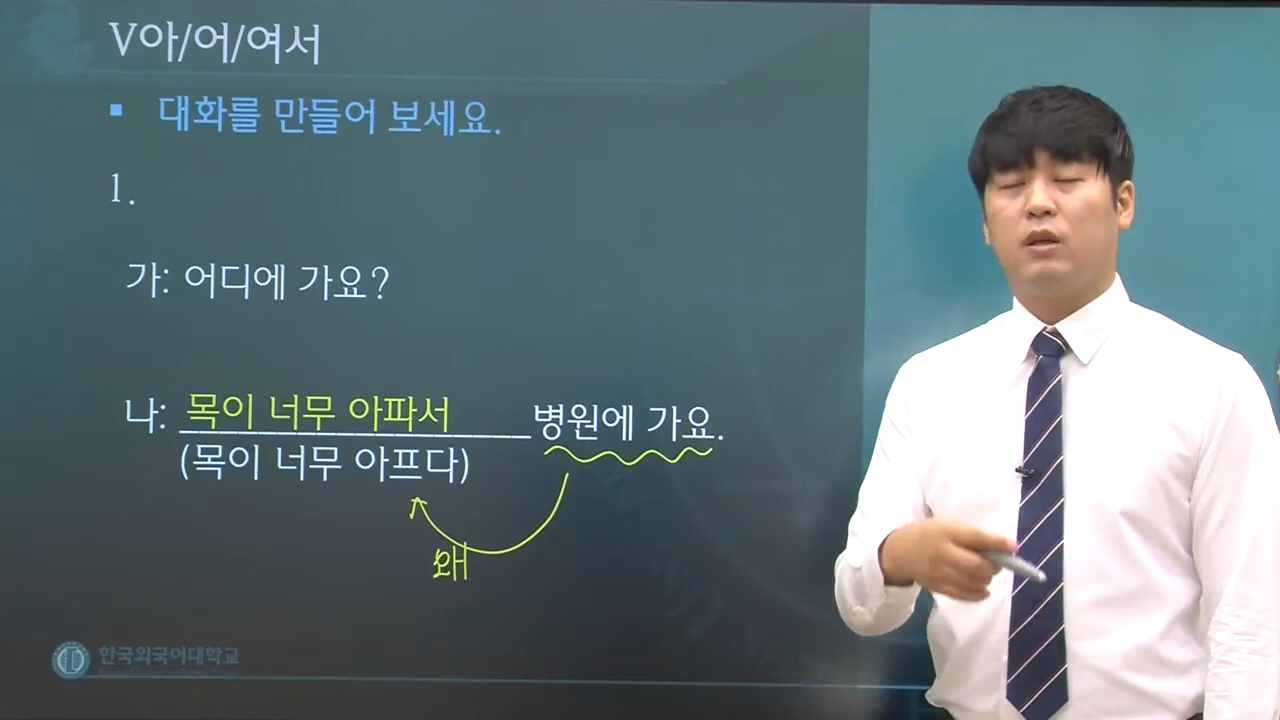 V아/어/여서
▪ 대화를 만들어 보세요.
1.
가: 어디에 가요?
나: 목이 너무 아파서 병원에 가요.
(목이 너무 아프다)
왜
한국외국어대학교